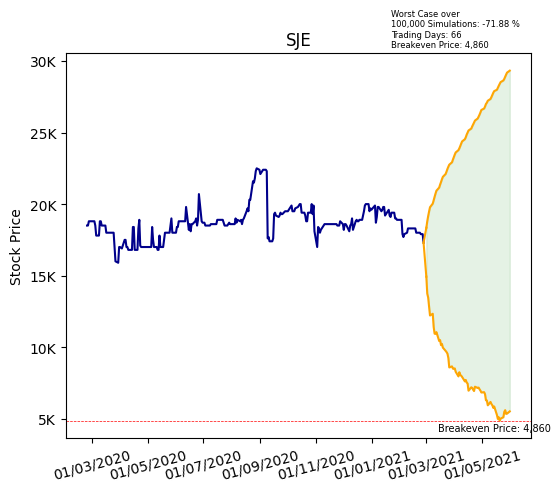 Worst Case over
100,000 Simulations: -71.88 %
Trading Days: 66
Breakeven Price: 4,860
SJE
Stock Price
30K
25K
20K
15K
10K
5K
Breakeven Price: 4,860
01/03/2020
01/05/2020
01/07/2020
01/09/2020
01/11/2020
01/01/2021
01/03/2021
01/05/2021